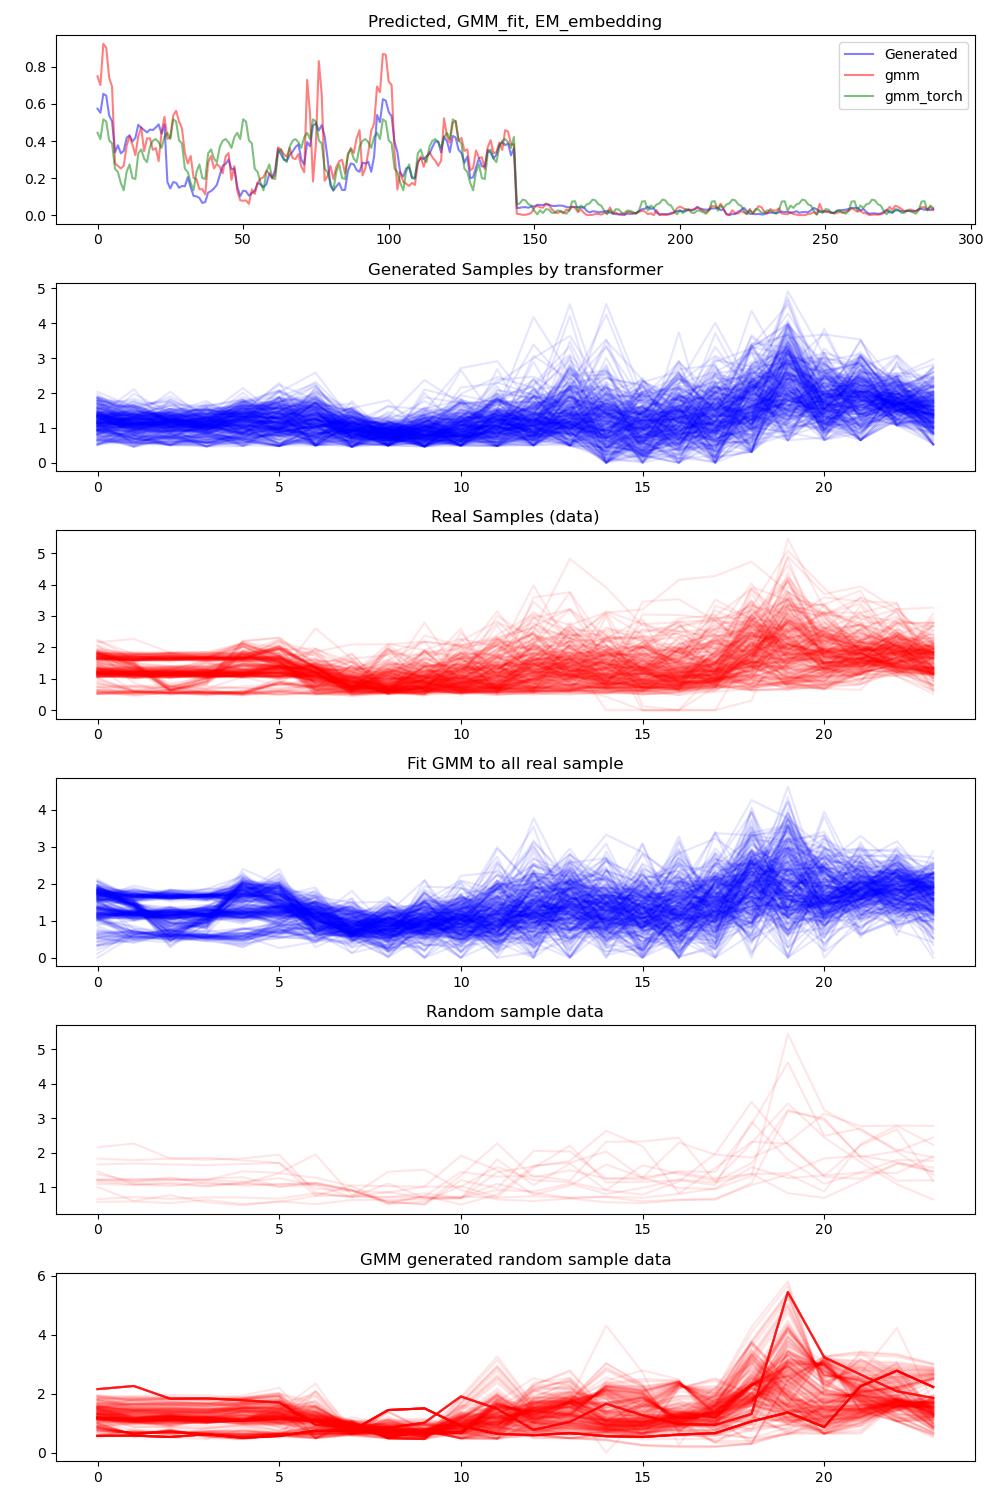 Predicted, GMM_fit, EM_embedding
Generated
gmm
gmm_torch
0.8
0.6
0.4
0.2
0.0
0 50 100 150 200 250 300
Generated Samples by transformer
5
4
3
2
1
0
0 5 10 15 20
Real Samples (data)
5
4
3
2
1
0
0 5 10 15 20
Fit GMM to all real sample
4
3
2
1
0
0 5 10 15 20
Random sample data
5
4
3
2
1
0 5 10 15 20
GMM generated random sample data
6
4
2
0
0 5 10 15 20